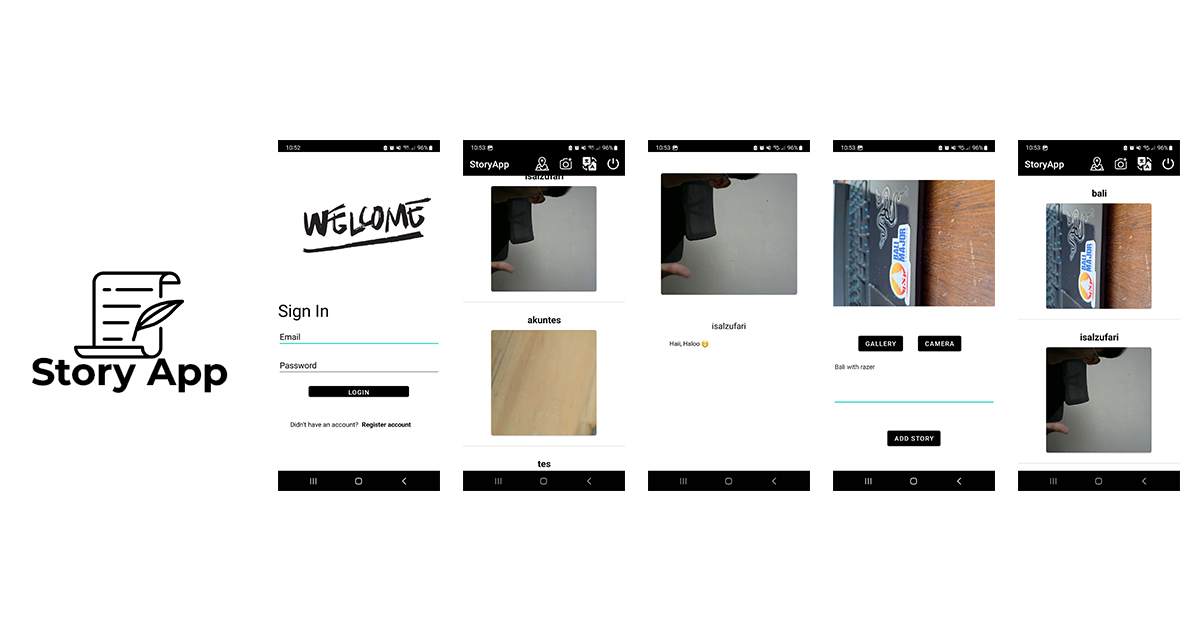 Story App
10:52
96%
WELCOME
Sign In
Email
Password
LOGIN
Didn't have an account? Register account
10:53
96%
StoryApp
isalzufari
akuntes
tes
10:53
96%
isalzufari
Haii, Haloo 😊
10:53
96%
BALI
MAJOR
GALLERY
CAMERA
Bali with razer
ADD STORY
10:53
96%
StoryApp
bali
BALI
MAJOR
isalzufari